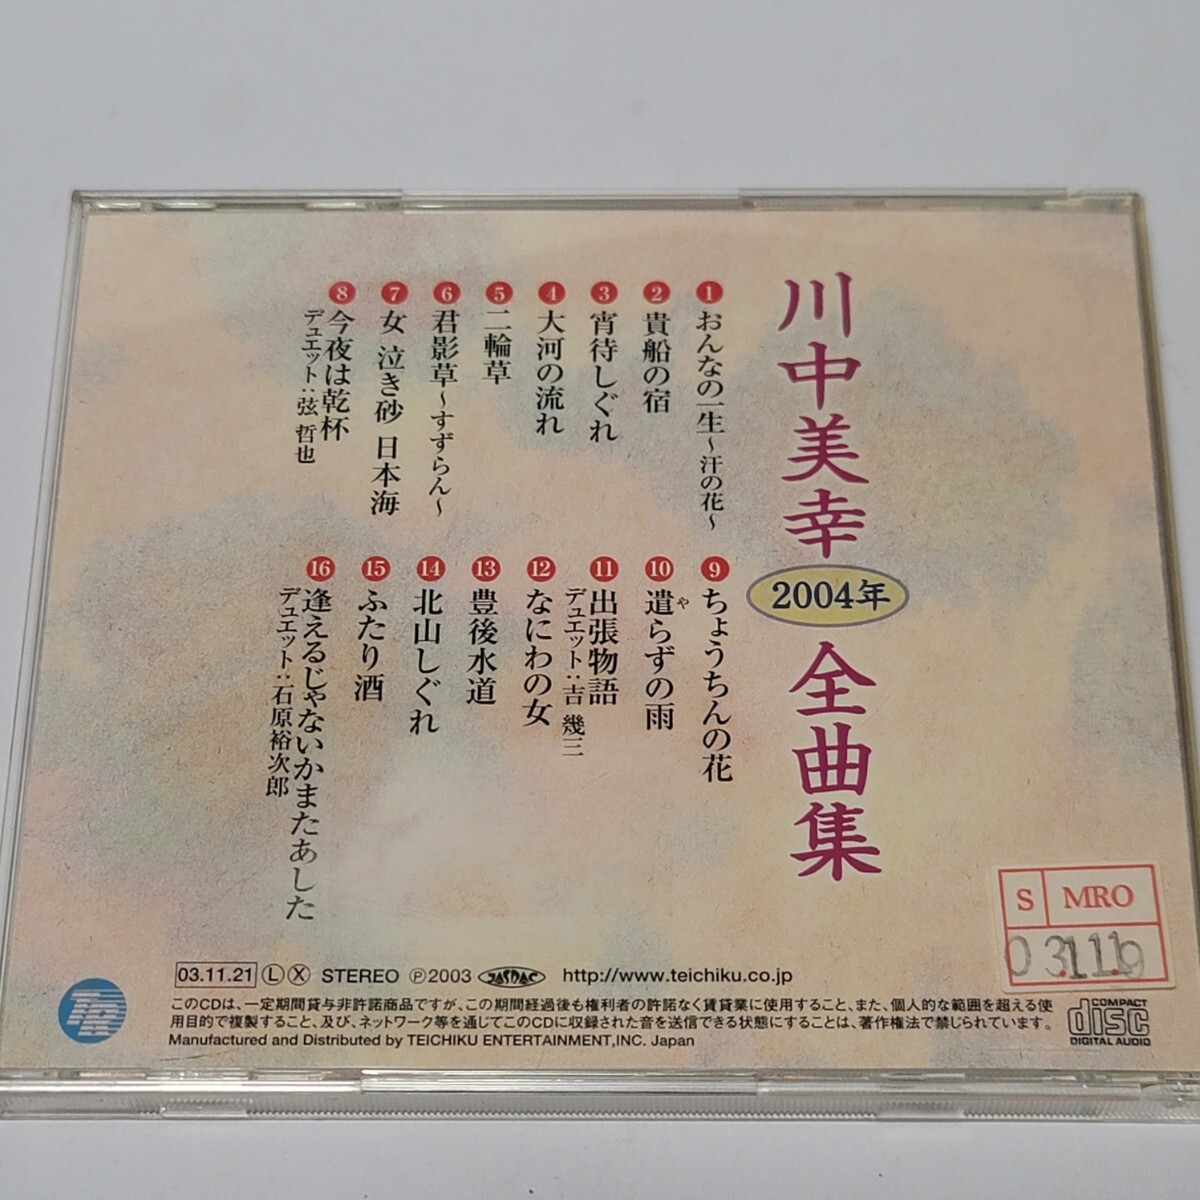 川中美幸 2004年 全曲集
1 おんなの一生～汗の花～
2 貴船の宿
3 宵待しぐれ
4 大河の流れ
5 二輪草
6 君影草～すずらん～
7 女 泣き砂 日本海
8 今夜は乾杯
デュエット:弦 哲也
9 ちょうちんの花
10 遣らずの雨
や
11 出張物語
デュエット:吉 幾三
12 なにわの女
13 豊後水道
14 北山しぐれ
15 ふたり酒
16 逢えるじゃないかまたあした
デュエット:石原裕次郎
S MRO
03.11.19
03.11.21 Ⓛ Ⓧ STEREO ℗2003 JASRAC http://www.teichiku.co.jp
このCDは、一定期間貸与非許諾商品ですが、この期間経過後も権利者の許諾なく賃貸業に使用すること、また、個人的な範囲を超える使
用目的で複製すること、及び、ネットワーク等を通じてこのCDに収録された音を送信できる状態にすることは、著作権法で禁じられています。
Manufactured and Distributed by TEICHIKU ENTERTAINMENT,INC. Japan
COMPACT
disc
DIGITAL AUDIO